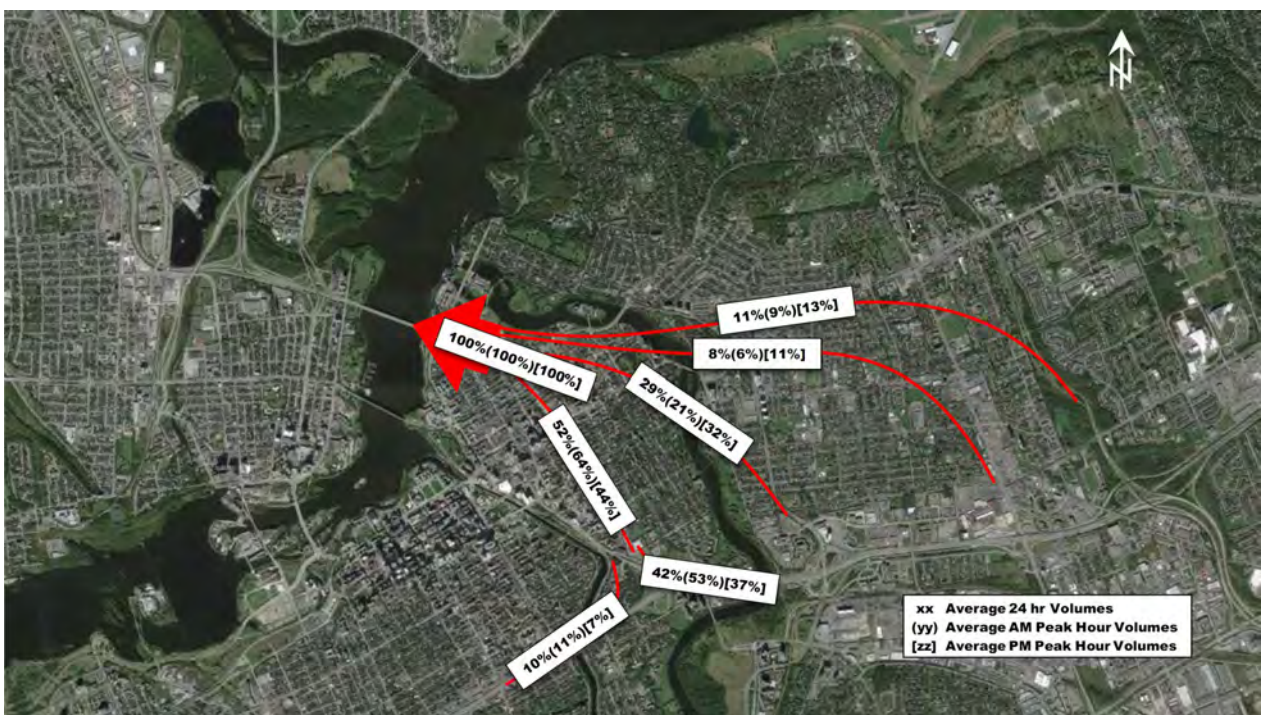 N
11%(9%)[13%]
8%(6%)[11%]
100%(100%)[100%]
29%(21%)[32%]
52%(64%)[44%]
42%(53%)[37%]
10%(11%)[7%]
xx Average 24 hr Volumes
(yy) Average AM Peak Hour Volumes
[zz] Average PM Peak Hour Volumes